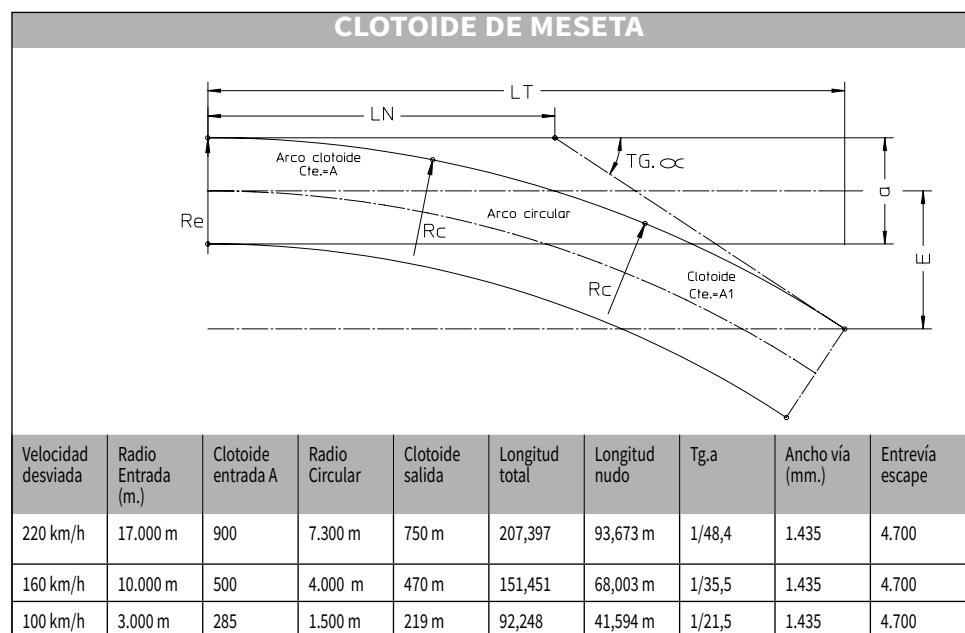 CLOTOIDE DE MESETA
LT
LN
Arco clotoide
Cte.=A
TG.∝
a
Re
Arco circular
Rc
E
Clotoide
Cte.=A1
Rc
Velocidad desviada | Radio Entrada (m.) | Clotoide entrada A | Radio Circular | Clotoide salida | Longitud total | Longitud nudo | Tg.a | Ancho vía (mm.) | Entrevía escape
220 km/h | 17.000 m | 900 | 7.300 m | 750 m | 207,397 | 93,673 m | 1/48,4 | 1.435 | 4.700
160 km/h | 10.000 m | 500 | 4.000 m | 470 m | 151,451 | 68,003 m | 1/35,5 | 1.435 | 4.700
100 km/h | 3.000 m | 285 | 1.500 m | 219 m | 92,248 | 41,594 m | 1/21,5 | 1.435 | 4.700